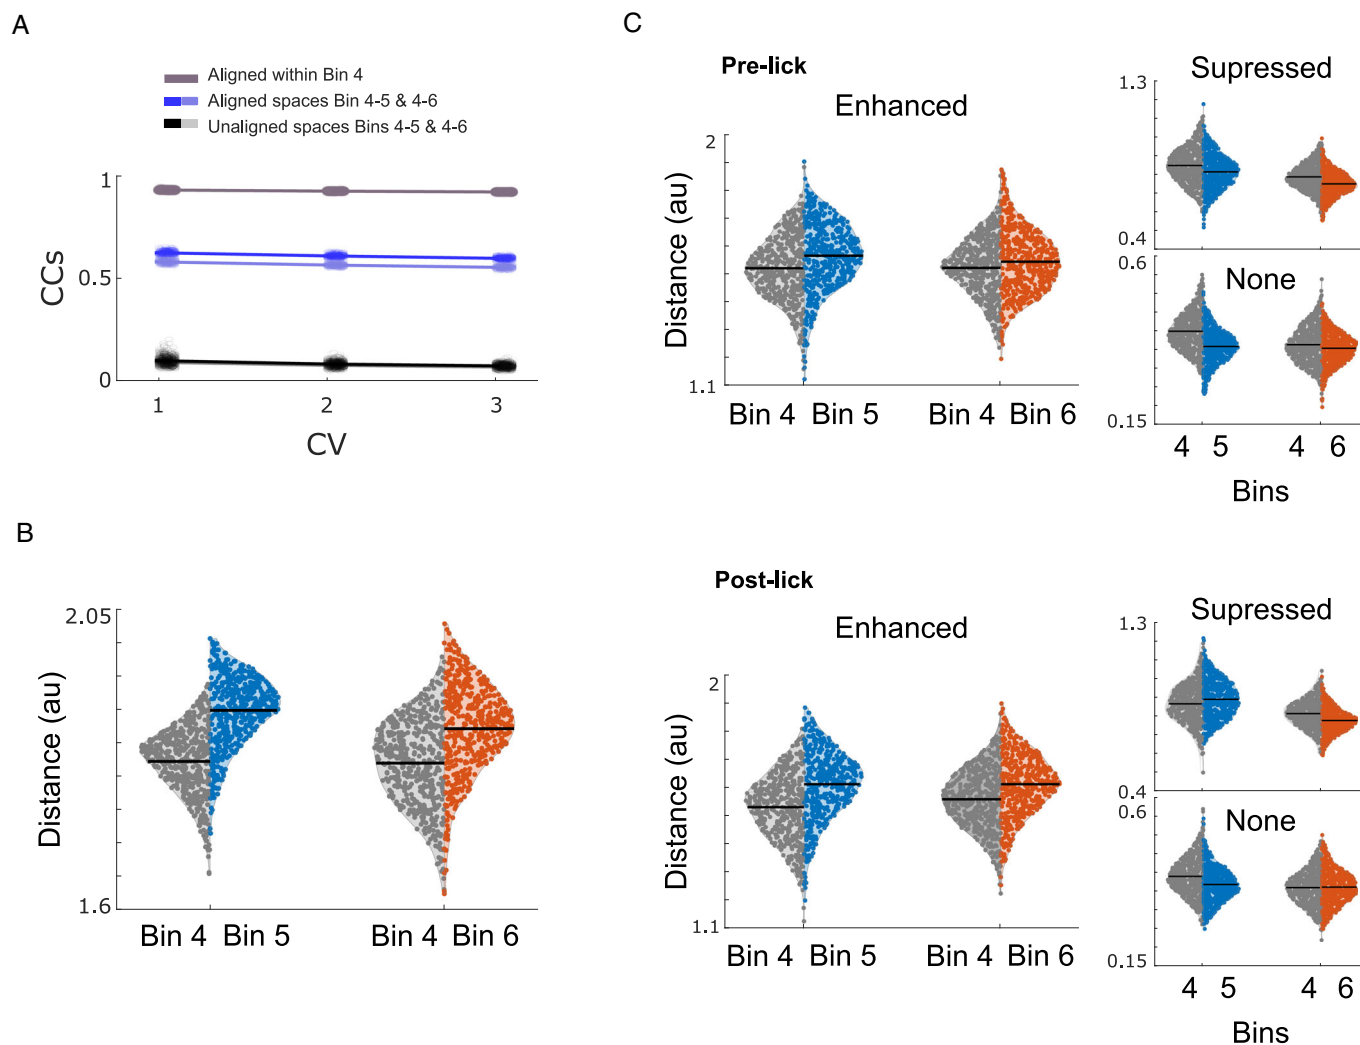 A
Aligned within Bin 4
Aligned spaces Bin 4-5 & 4-6
Unaligned spaces Bins 4-5 & 4-6
1
0.5
0
CCs
1 2 3
CV
B
2.05
1.6
Distance (au)
Bin 4 Bin 5 Bin 4 Bin 6
C
Pre-lick
Enhanced
2
1.1
Distance (au)
Bin 4 Bin 5 Bin 4 Bin 6
Supressed
1.3
0.4
None
0.6
0.15
4 5 4 6
Bins
Post-lick
Enhanced
2
1.1
Distance (au)
Bin 4 Bin 5 Bin 4 Bin 6
Supressed
1.3
0.4
None
0.6
0.15
4 5 4 6
Bins